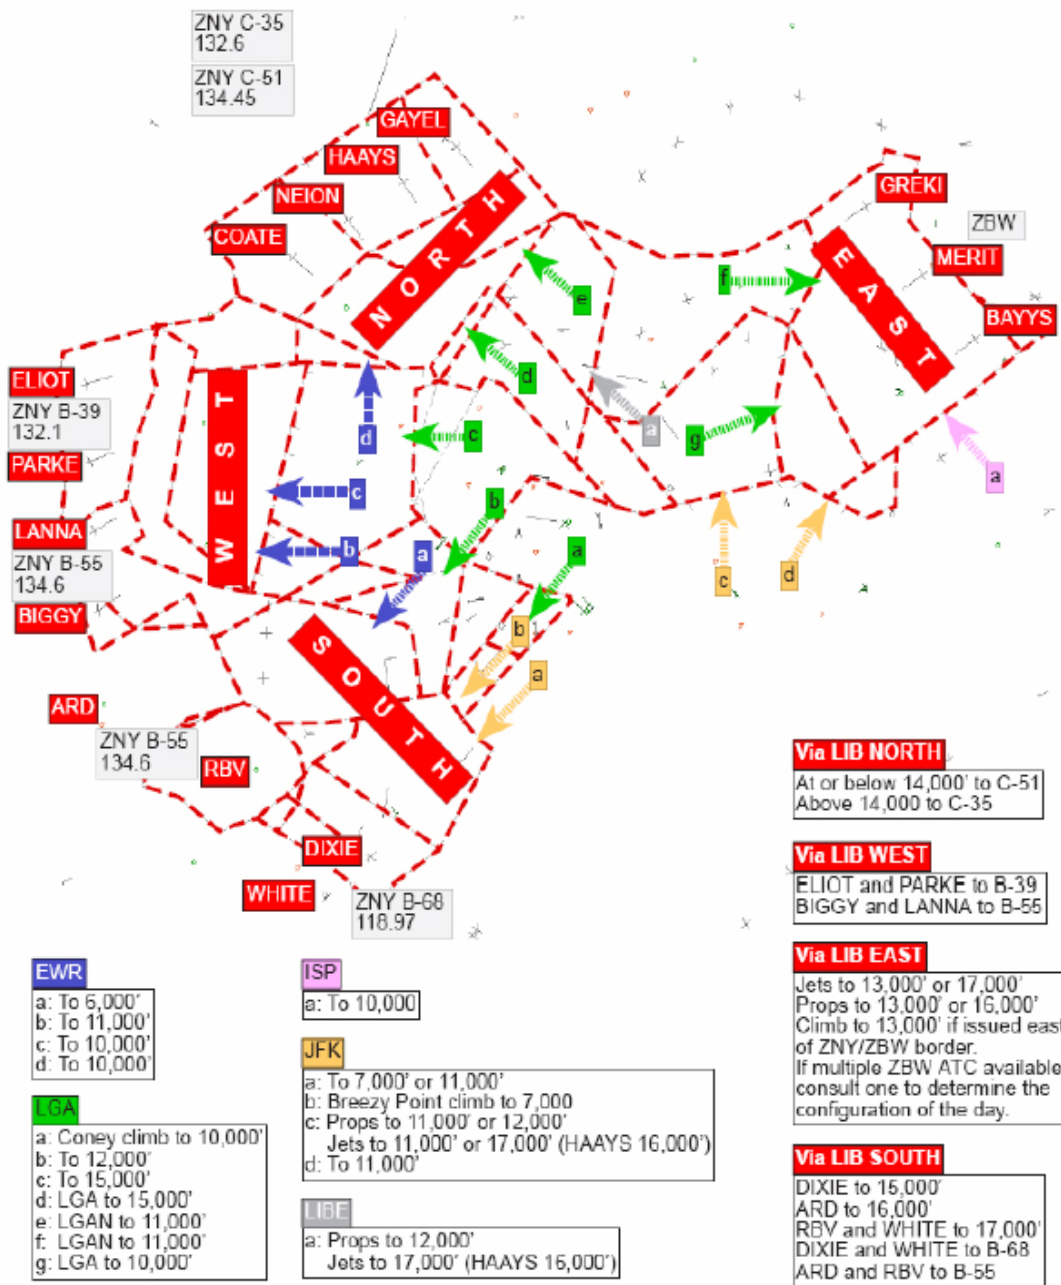 ZNY C-35
132.6
ZNY C-51
134.45
GAYEL
HAAYS
NEION
COATE
NORTH
GREKI
ZBW
MERIT
BAYYS
EAST
e
f
d
a
g
c
d
a
c
d
ELIOT
ZNY B-39
132.1
PARKE
LANNA
ZNY B-55
134.6
BIGGY
WEST
c
b
a
b
a
b
a
SOUTH
ARD
ZNY B-55
134.6
RBV
DIXIE
WHITE
ZNY B-68
118.97
Via LIB NORTH
At or below 14,000' to C-51
Above 14,000 to C-35
Via LIB WEST
ELIOT and PARKE to B-39
BIGGY and LANNA to B-55
Via LIB EAST
Jets to 13,000' or 17,000'
Props to 13,000' or 16,000'
Climb to 13,000' if issued east
of ZNY/ZBW border.
If multiple ZBW ATC available
consult one to determine the
configuration of the day.
Via LIB SOUTH
DIXIE to 15,000'
ARD to 16,000'
RBV and WHITE to 17,000'
DIXIE and WHITE to B-68
ARD and RBV to B-55
EWR
a: To 6,000'
b: To 11,000'
c: To 10,000'
d: To 10,000'
LGA
a: Coney climb to 10,000'
b: To 12,000'
c: To 15,000'
d: LGA to 15,000'
e: LGAN to 11,000'
f: LGAN to 11,000'
g: LGA to 10,000'
ISP
a: To 10,000
JFK
a: To 7,000' or 11,000'
b: Breezy Point climb to 7,000
c: Props to 11,000' or 12,000'
Jets to 11,000' or 17,000' (HAAYS 16,000')
d: To 11,000'
LIBE
a: Props to 12,000'
Jets to 17,000' (HAAYS 16,000')